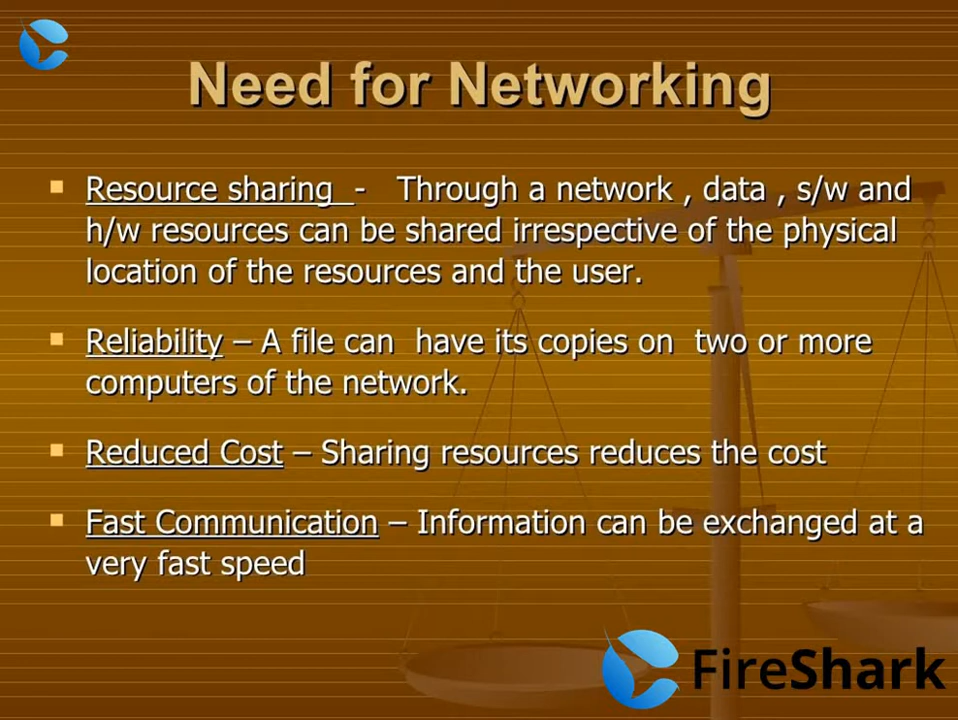 Need for Networking
Resource sharing - Through a network , data , s/w and
h/w resources can be shared irrespective of the physical
location of the resources and the user.
Reliability – A file can have its copies on two or more
computers of the network.
Reduced Cost – Sharing resources reduces the cost
Fast Communication – Information can be exchanged at a
very fast speed
FireShark